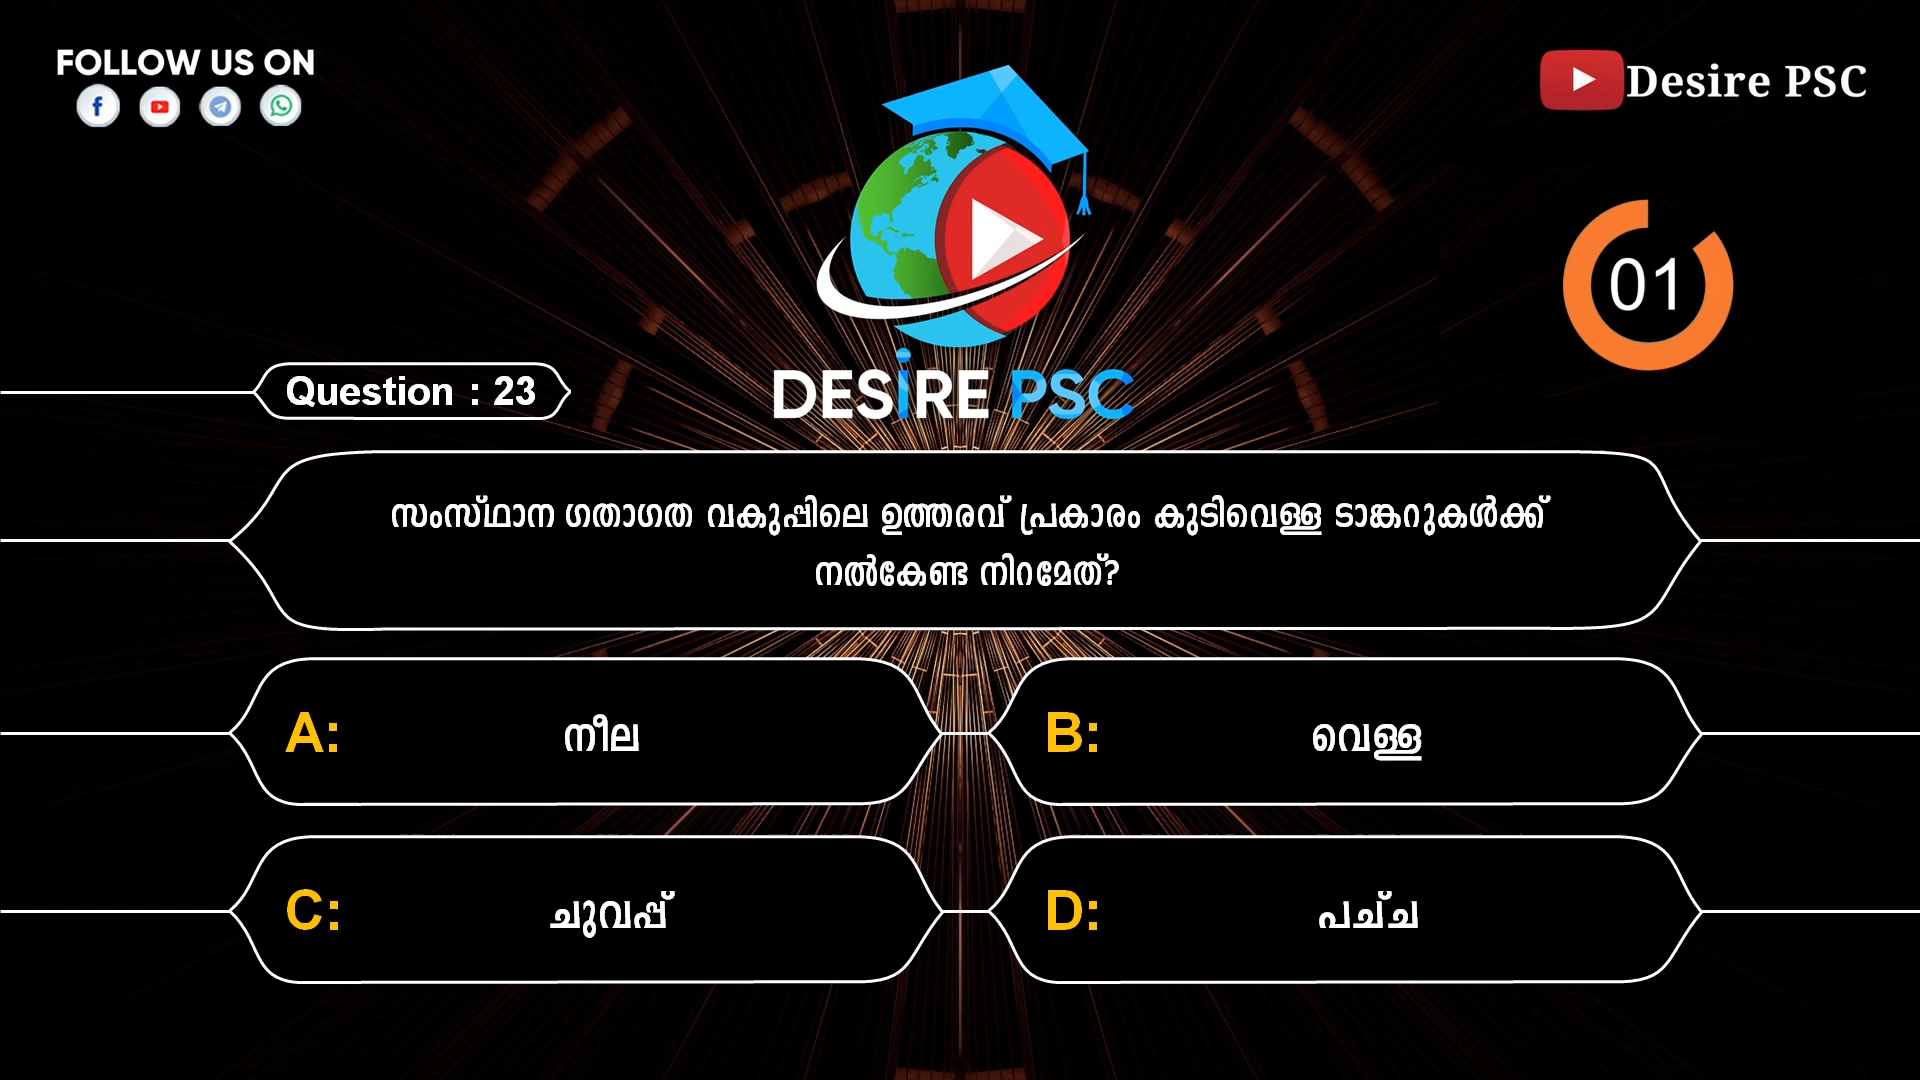 FOLLOW US ON
Desire PSC
01
DESiRE PSC
Question : 23
സംസ്ഥാന ഗതാഗത വകുപ്പിലെ ഉത്തരവ് പ്രകാരം കുടിവെള്ള ടാങ്കറുകൾക്ക്
നൽകേണ്ട നിറമേത്?
A: നീല
B: വെള്ള
C: ചുവപ്പ്
D: പച്ച